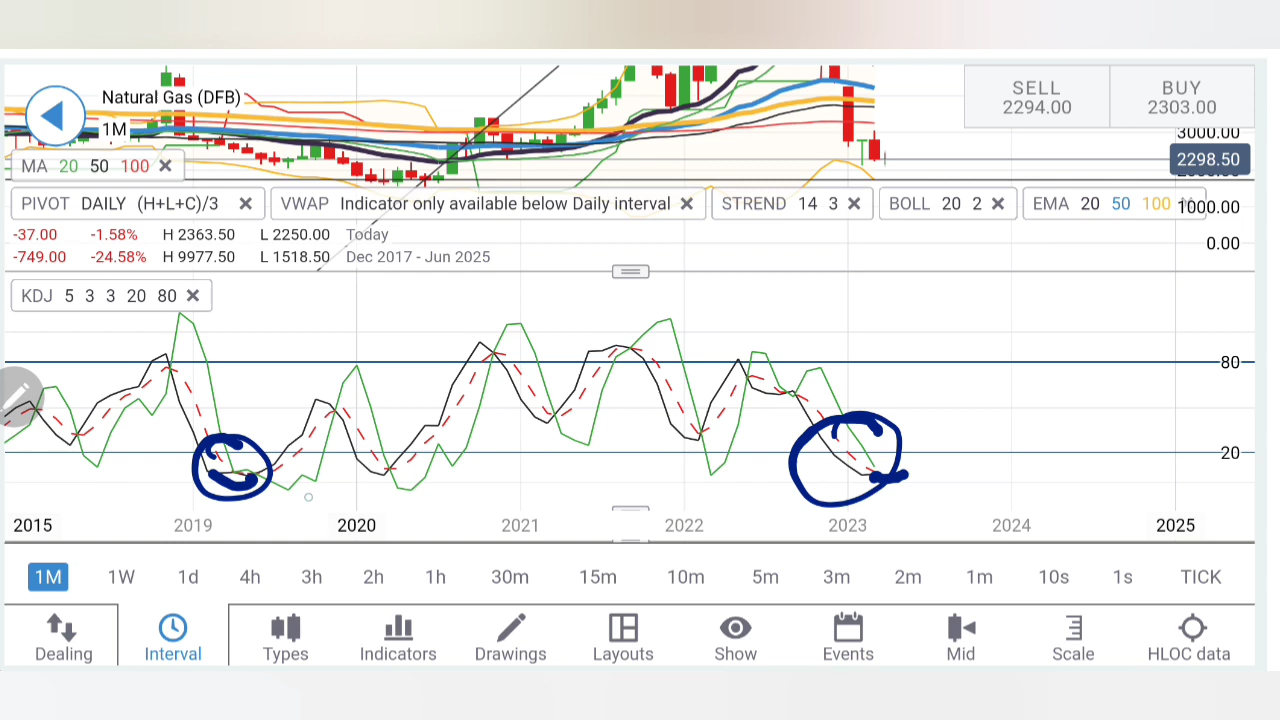 Natural Gas (DFB)
1M
SELL
2294.00
BUY
2303.00
3000.00
2298.50
MA 20 50 100
PIVOT DAILY (H+L+C)/3
VWAP Indicator only available below Daily interval
STREND 14 3
BOLL 20 2
EMA 20 50 100
1000.00
-37.00 -1.58% H 2363.50 L 2250.00 Today
0.00
-749.00 -24.58% H 9977.50 L 1518.50 Dec 2017 - Jun 2025
KDJ 5 3 3 20 80
80
20
2015 2019 2020 2021 2022 2023 2024 2025
1M 1W 1d 4h 3h 2h 1h 30m 15m 10m 5m 3m 2m 1m 10s 1s TICK
Dealing Interval Types Indicators Drawings Layouts Show Events Mid Scale HLOC data